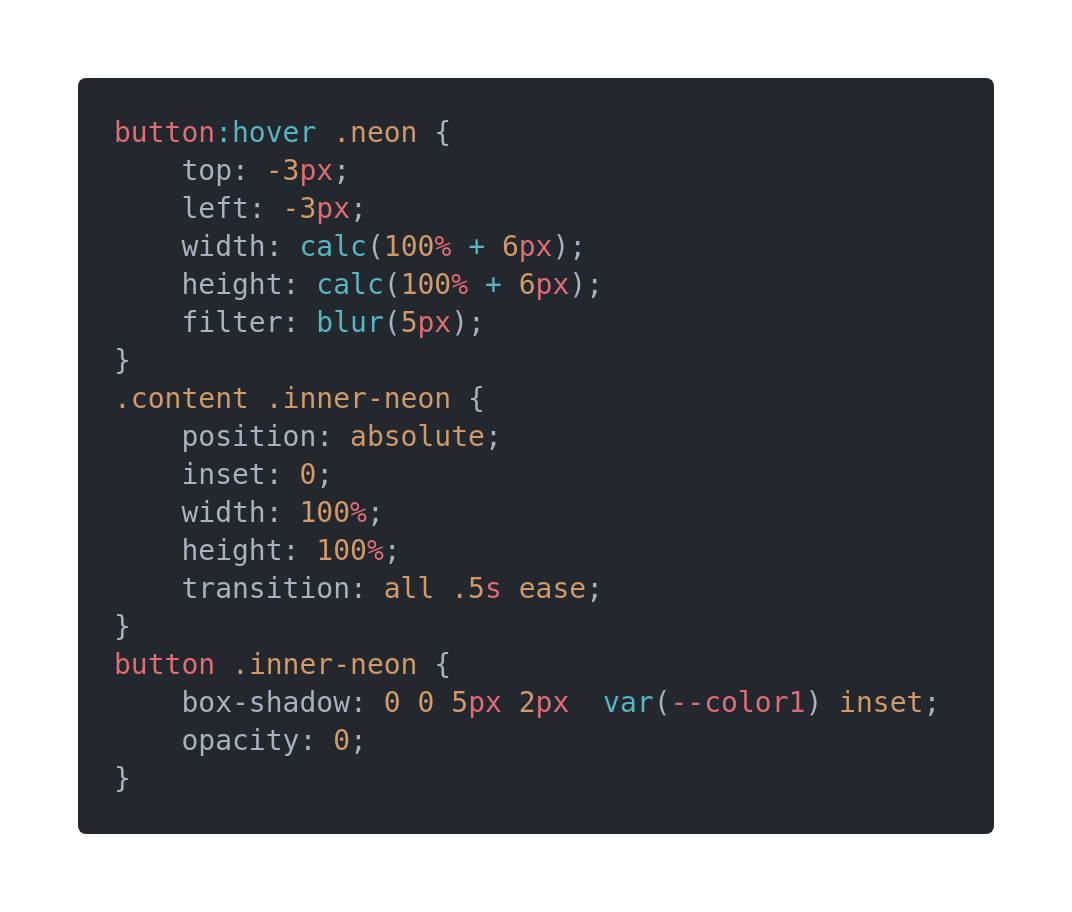 button:hover .neon {
    top: -3px;
    left: -3px;
    width: calc(100% + 6px);
    height: calc(100% + 6px);
    filter: blur(5px);
}
.content .inner-neon {
    position: absolute;
    inset: 0;
    width: 100%;
    height: 100%;
    transition: all .5s ease;
}
button .inner-neon {
    box-shadow: 0 0 5px 2px  var(--color1) inset;
    opacity: 0;
}